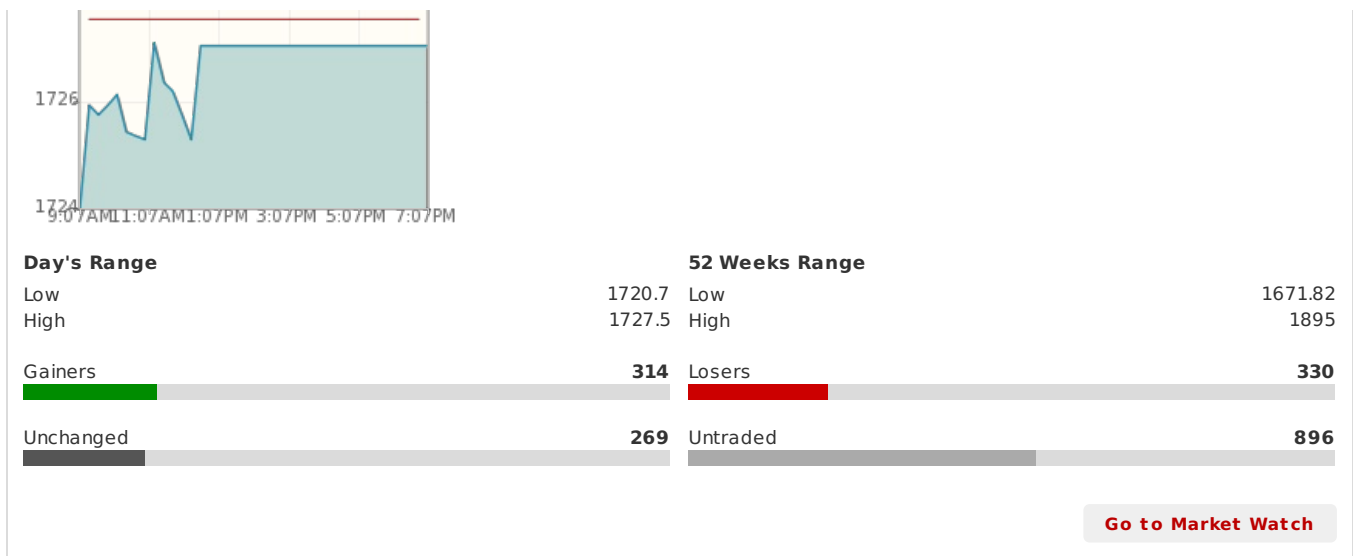 1726
1724
9:07AM 11:07AM 1:07PM 3:07PM 5:07PM 7:07PM
Day's Range
Low 1720.7
High 1727.5
52 Weeks Range
Low 1671.82
High 1895
Gainers 314
Losers 330
Unchanged 269
Untraded 896
Go to Market Watch